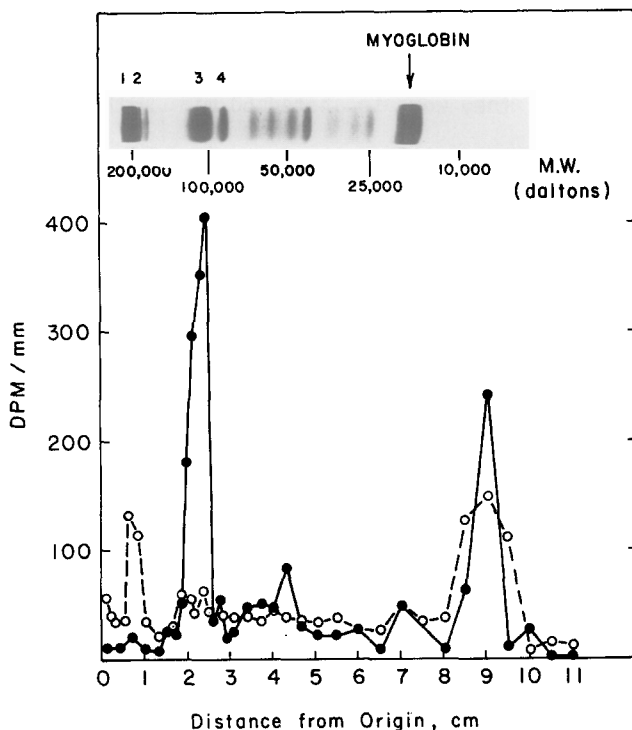 MYOGLOBIN
1 2 3 4
200,000 100,000 50,000 25,000 10,000 M.W.
(daltons)
400
300
200
100
DPM/mm
0 1 2 3 4 5 6 7 8 9 10 11
Distance from Origin, cm